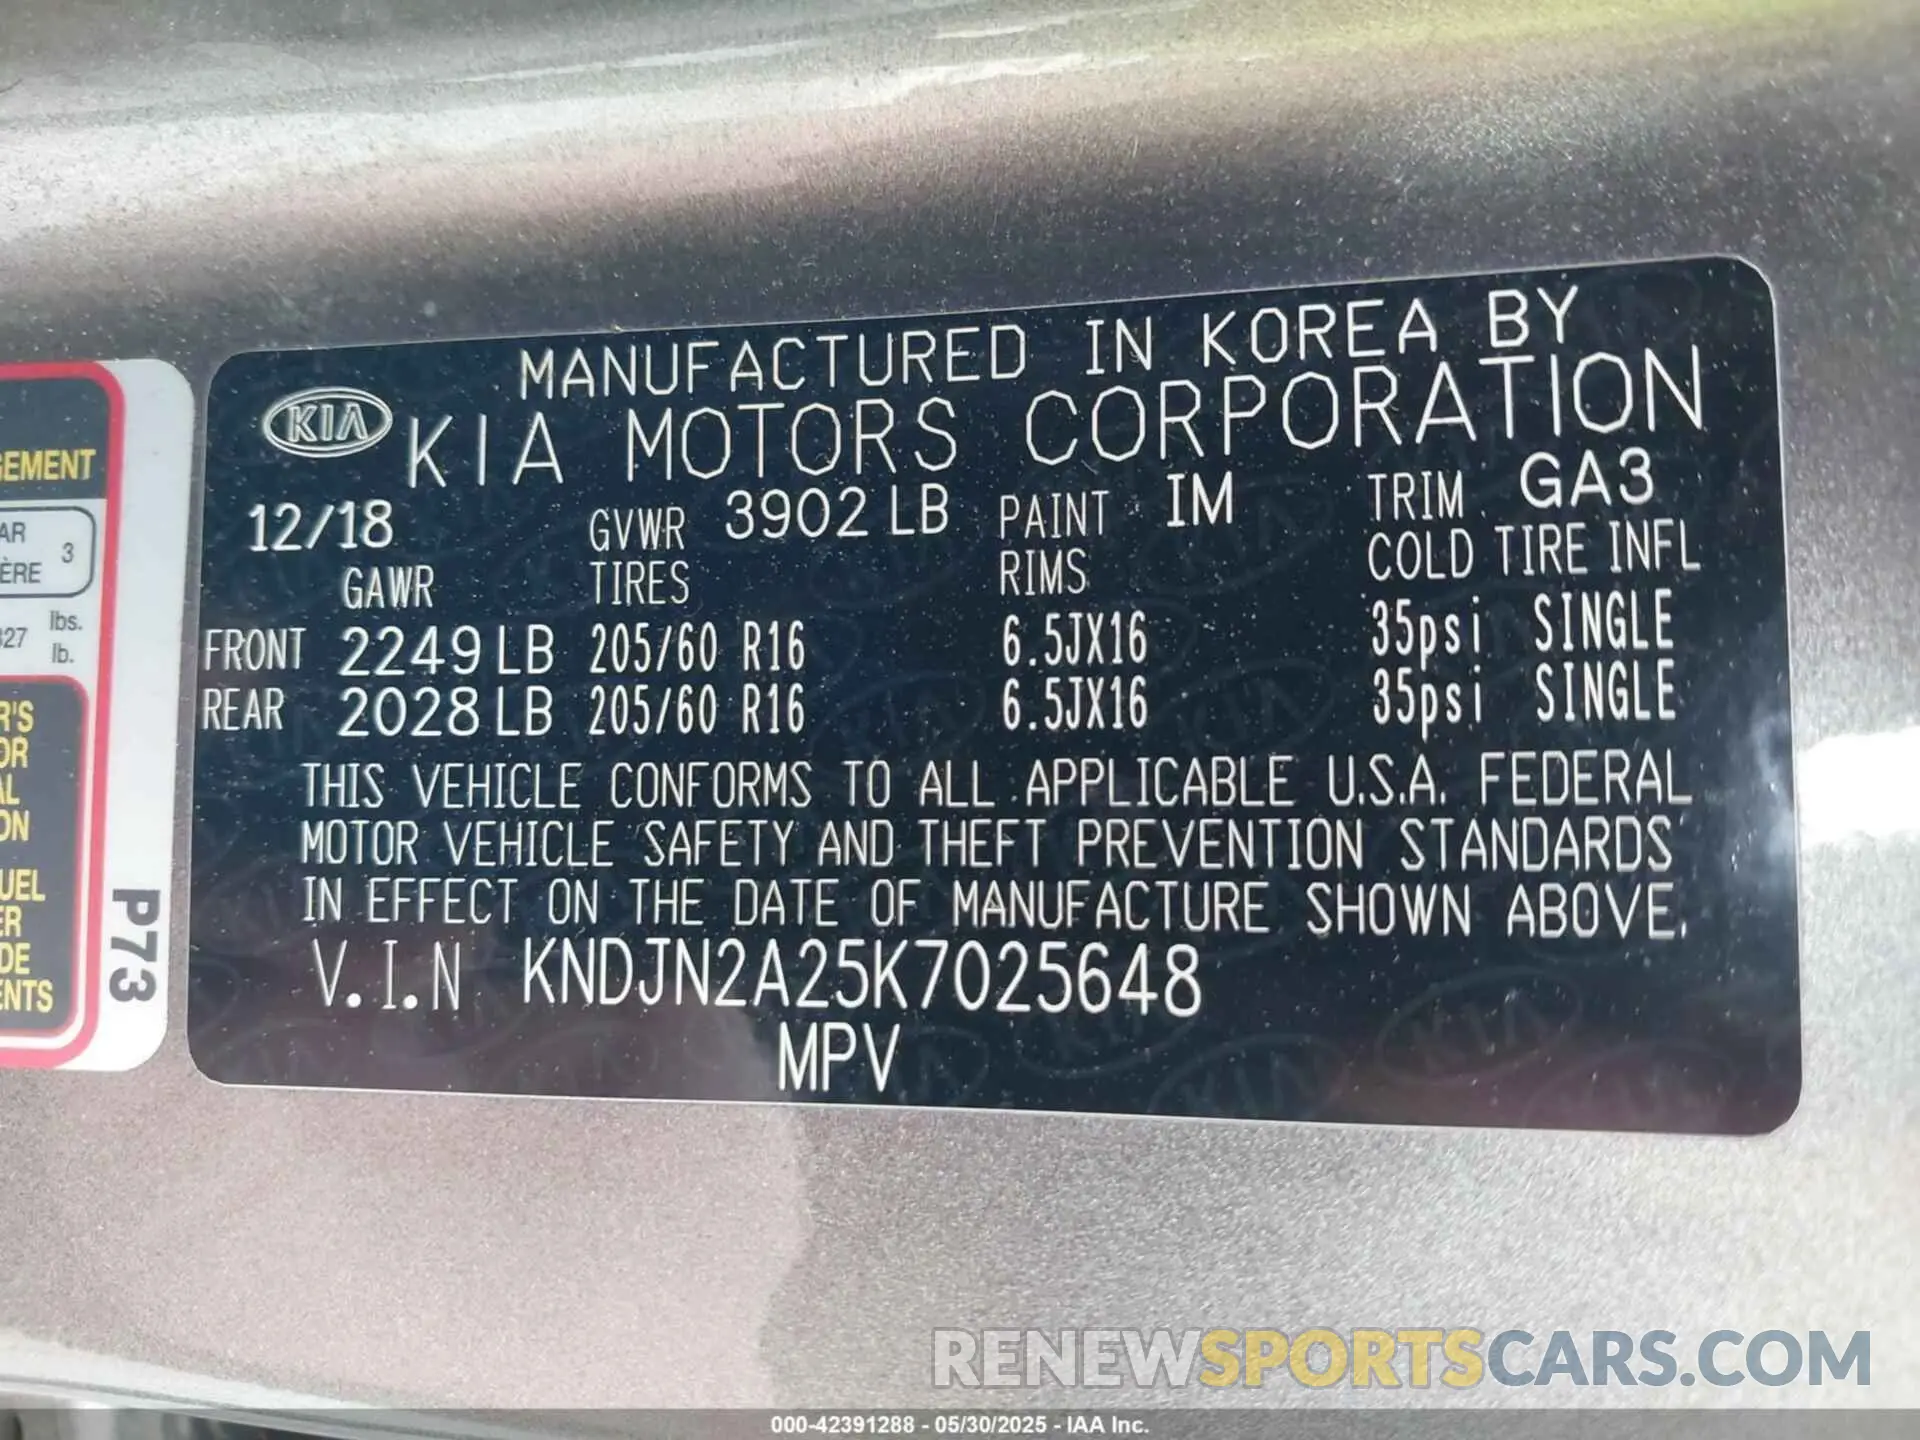 MANUFACTURED IN KOREA BY
KIA KIA MOTORS CORPORATION
12/18 GVWR 3902 LB PAINT IM TRIM GA3
GAWR TIRES RIMS COLD TIRE INFL
FRONT 2249 LB 205/60 R16 6.5JX16 35psi SINGLE
REAR 2028 LB 205/60 R16 6.5JX16 35psi SINGLE
THIS VEHICLE CONFORMS TO ALL APPLICABLE U.S.A. FEDERAL
MOTOR VEHICLE SAFETY AND THEFT PREVENTION STANDARDS
IN EFFECT ON THE DATE OF MANUFACTURE SHOWN ABOVE.
V.I.N KNDJN2A25K7025648
MPV
3
lbs.
lb.
P73
RENEWSPORTSCARS.COM
000-42391288 - 05/30/2025 - IAA Inc.